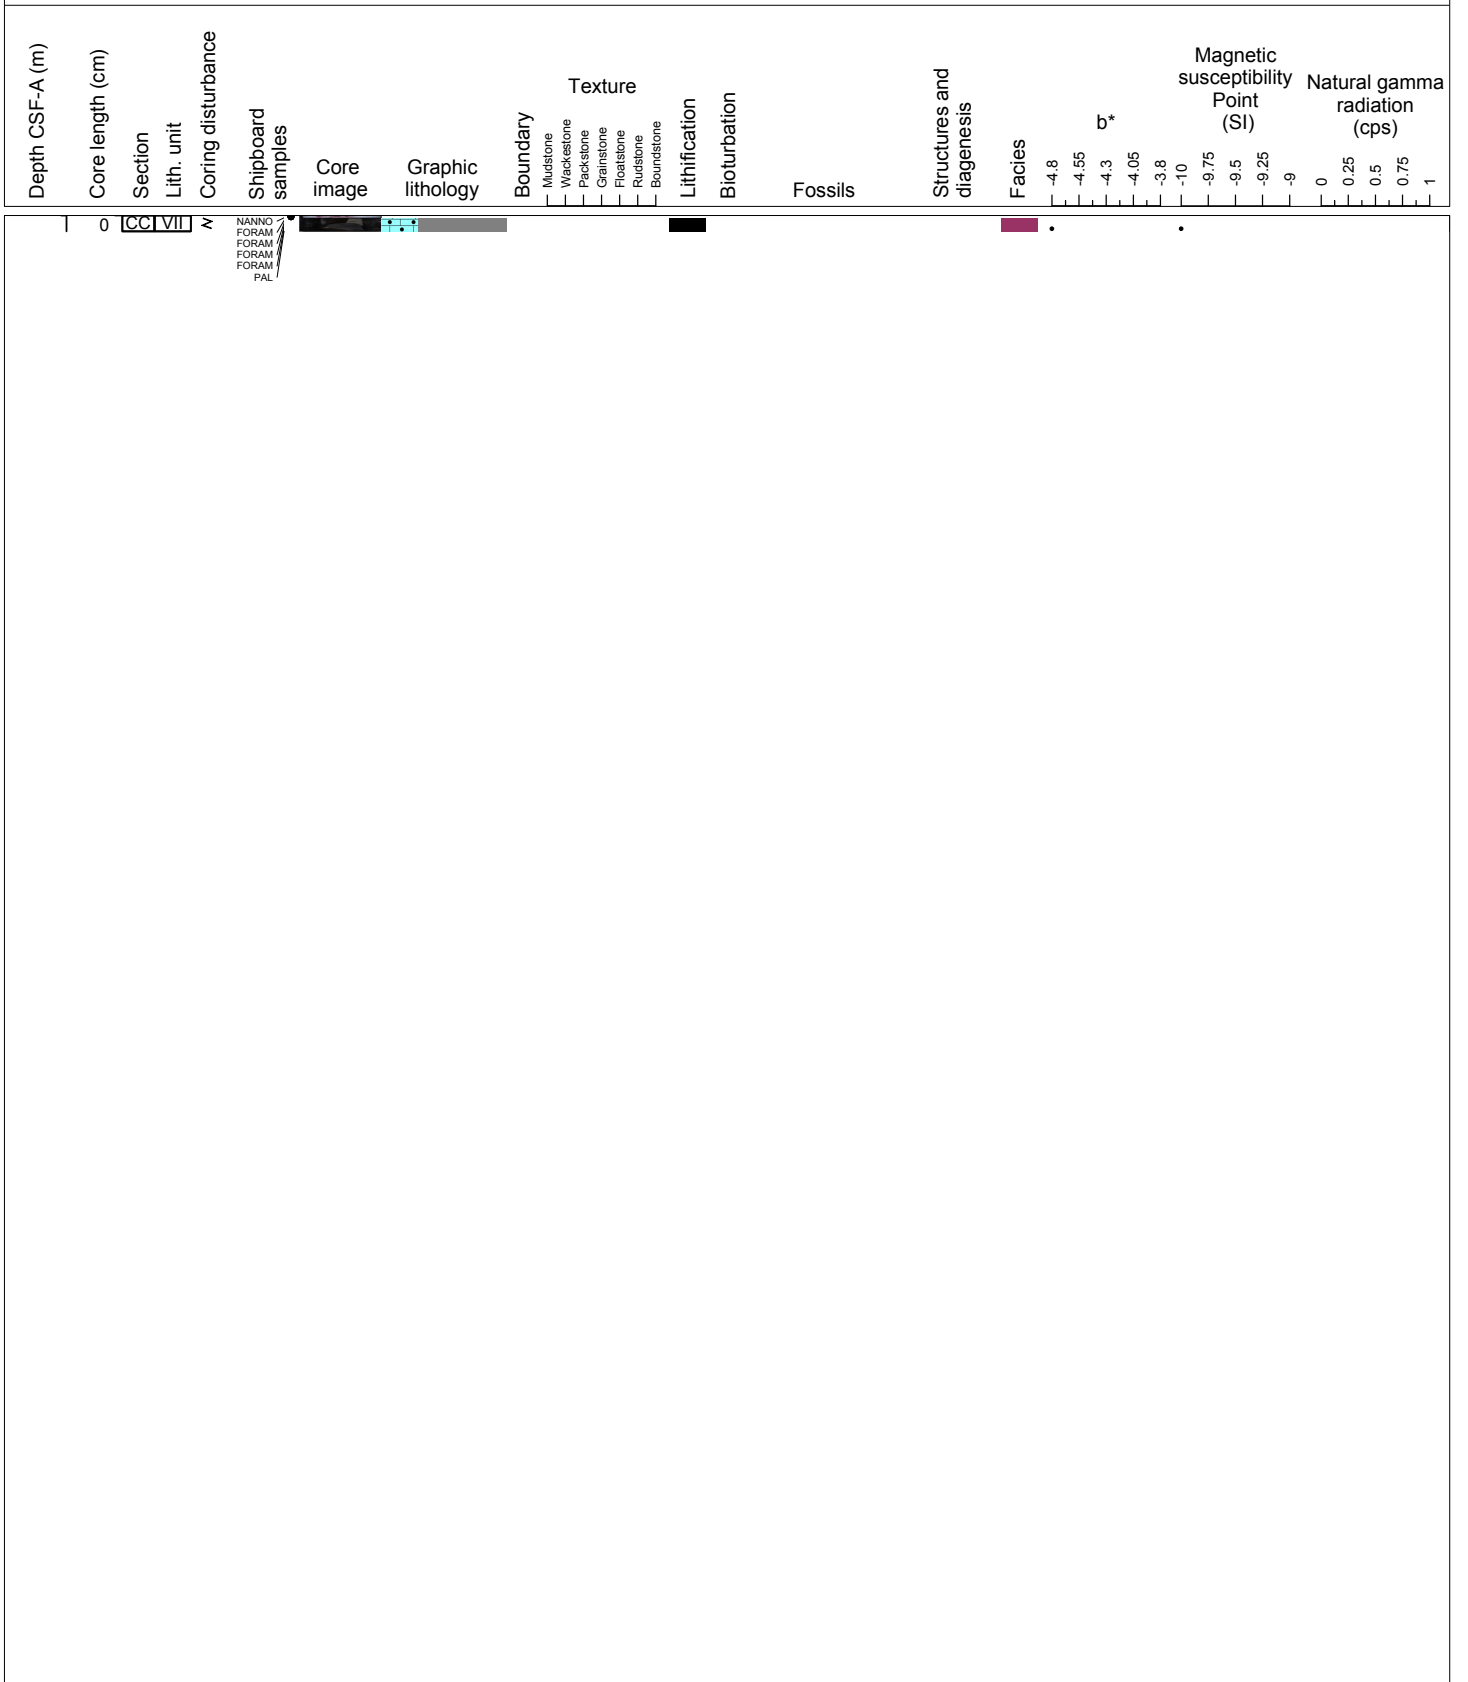 Depth CSF-A (m)
Core length (cm)
Section
Lith. unit
Coring disturbance
Shipboard
samples
Core
image
Graphic
lithology
Boundary
Texture
Mudstone
Wackestone
Packstone
Grainstone
Floatstone
Rudstone
Boundstone
Lithification
Bioturbation
Fossils
Structures and
diagenesis
Facies
b*
-4.8
-4.55
-4.3
-4.05
-3.8
Magnetic
susceptibility
Point
(SI)
-10
-9.75
-9.5
-9.25
-9
Natural gamma
radiation
(cps)
0
0.25
0.5
0.75
1
0
CC
VII
NANNO
FORAM
FORAM
FORAM
FORAM
PAL